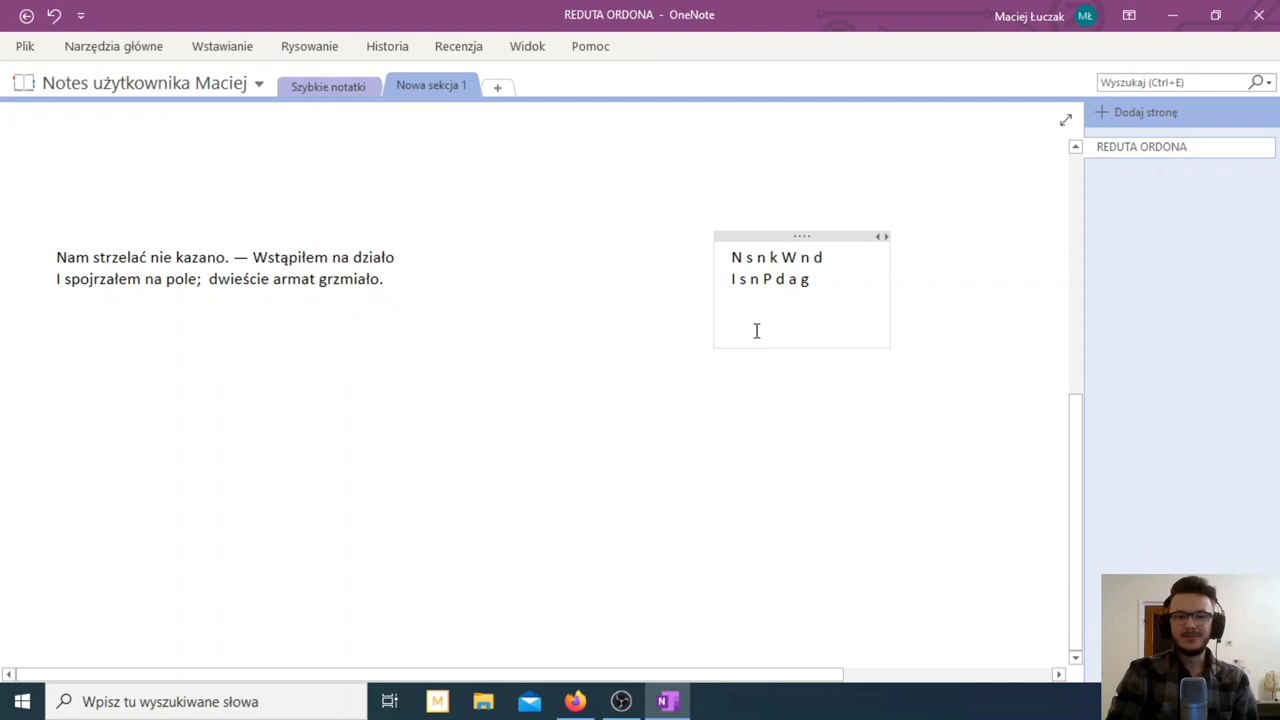 REDUTA ORDONA - OneNote
Maciej Łuczak
MŁ
Plik
Narzędzia główne
Wstawianie
Rysowanie
Historia
Recenzja
Widok
Pomoc
Notes użytkownika Maciej
Szybkie notatki
Nowa sekcja 1
Wyszukaj (Ctrl+E)
Dodaj stronę
REDUTA ORDONA
Nam strzelać nie kazano. — Wstąpiłem na działo
I spojrzałem na pole;  dwieście armat grzmiało.
N s n k W n d
I s n P d a g
Wpisz tu wyszukiwane słowa
M
N